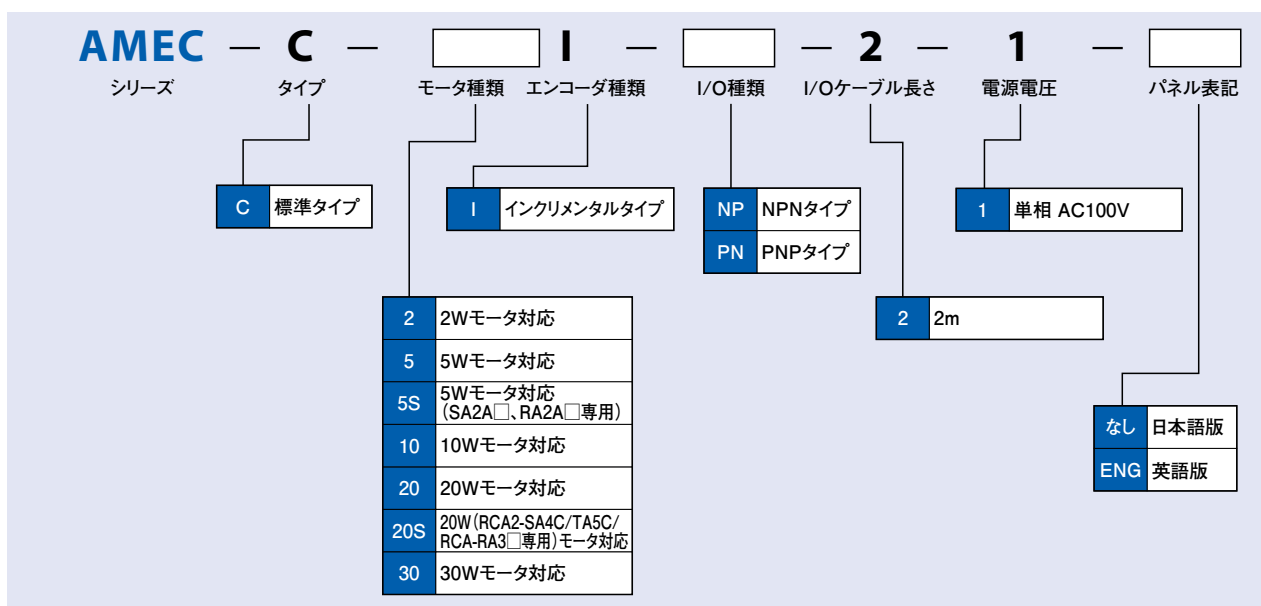 AMEC － C － □ I － □ － 2 － 1 － □
シリーズ タイプ モータ種類 エンコーダ種類 I/O種類 I/Oケーブル長さ 電源電圧 パネル表記
C 標準タイプ
I インクリメンタルタイプ
NP NPNタイプ
PN PNPタイプ
1 単相 AC100V
2 2Wモータ対応
5 5Wモータ対応
5S 5Wモータ対応
（SA2A□、RA2A□専用）
10 10Wモータ対応
20 20Wモータ対応
20S 20W（RCA2-SA4C/TA5C/
RCA-RA3□専用）モータ対応
30 30Wモータ対応
2 2m
なし 日本語版
ENG 英語版